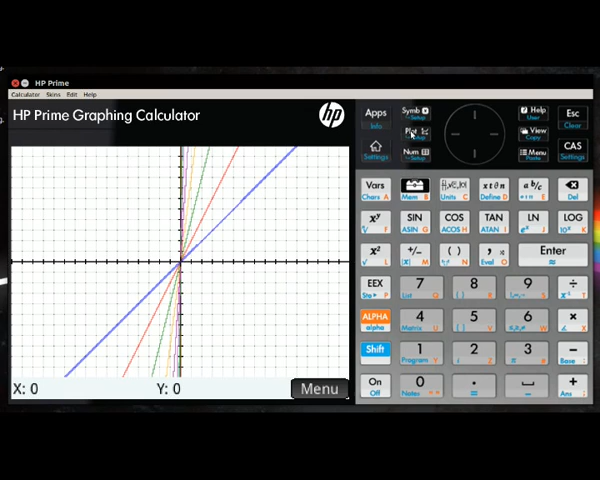 HP Prime
Calculator Skins Edit Help
HP Prime Graphing Calculator
hp
X: 0
Y: 0
Menu
Apps
Info
Symb
Setup
Help
User
Esc
Clear
Plot
Setup
View
Copy
Settings
Num
Setup
Menu
Paste
CAS
Settings
Vars
Chars A
Mem B
Units C
x t θ n
Define D
a b/c
Del
SIN
ASIN G
COS
ACOS H
TAN
ATAN I
LN
LOG
Enter
≈
EEX
Sto ▸ P
7
List Q
8
9
÷
ALPHA
alpha
4
Matrix U
5
6
×
Shift
1
Program Y
2
3
−
Base :
On
Off
0
Notes
.
=
+
Ans ;